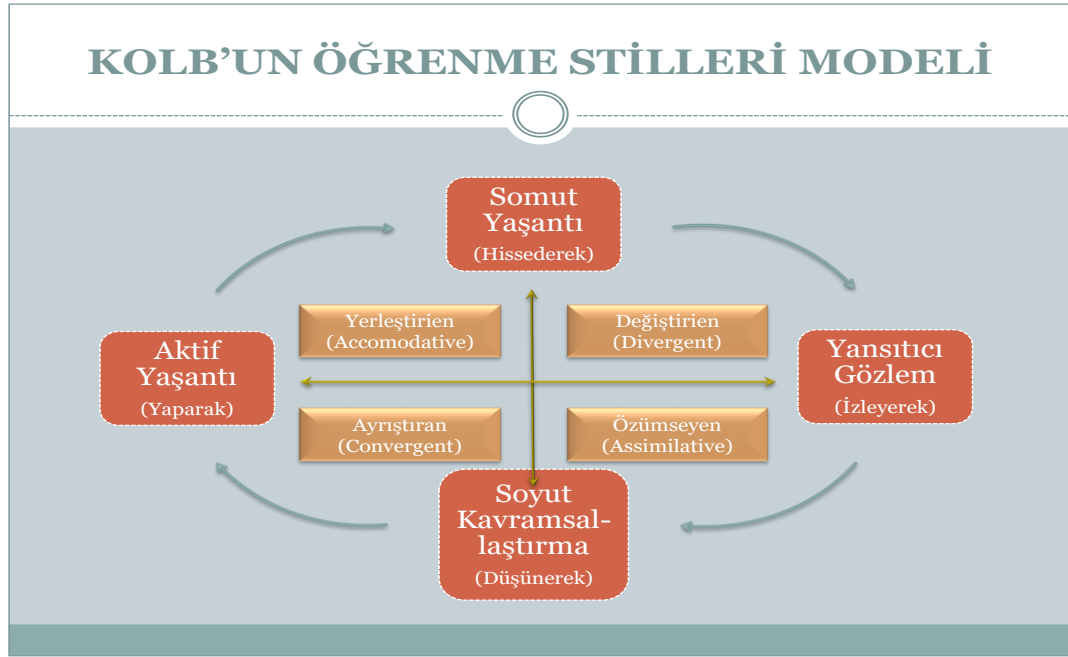 KOLB’UN ÖĞRENME STİLLERİ MODELİ
Somut
Yaşantı
(Hissederek)
Yerleştirien
(Accomodative)
Değiştirien
(Divergent)
Aktif
Yaşantı
(Yaparak)
Yansıtıcı
Gözlem
(İzleyerek)
Ayrıştıran
(Convergent)
Özümseyen
(Assimilative)
Soyut
Kavramsal-
laştırma
(Düşünerek)